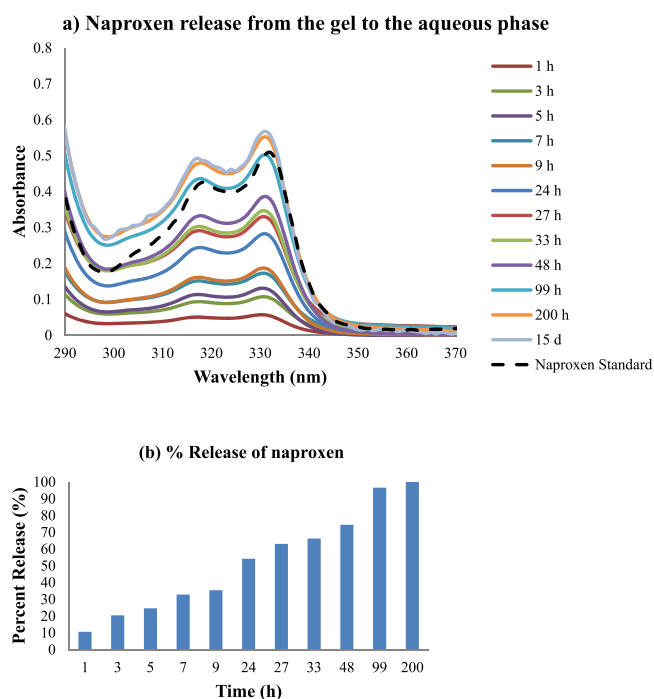 a) Naproxen release from the gel to the aqueous phase
0.8
0.7
0.6
0.5
0.4
0.3
0.2
0.1
0
Absorbance
290 300 310 320 330 340 350 360 370
Wavelength (nm)
1 h
3 h
5 h
7 h
9 h
24 h
27 h
33 h
48 h
99 h
200 h
15 d
Naproxen Standard
(b) % Release of naproxen
100
90
80
70
60
50
40
30
20
10
0
Percent Release (%)
1 3 5 7 9 24 27 33 48 99 200
Time (h)